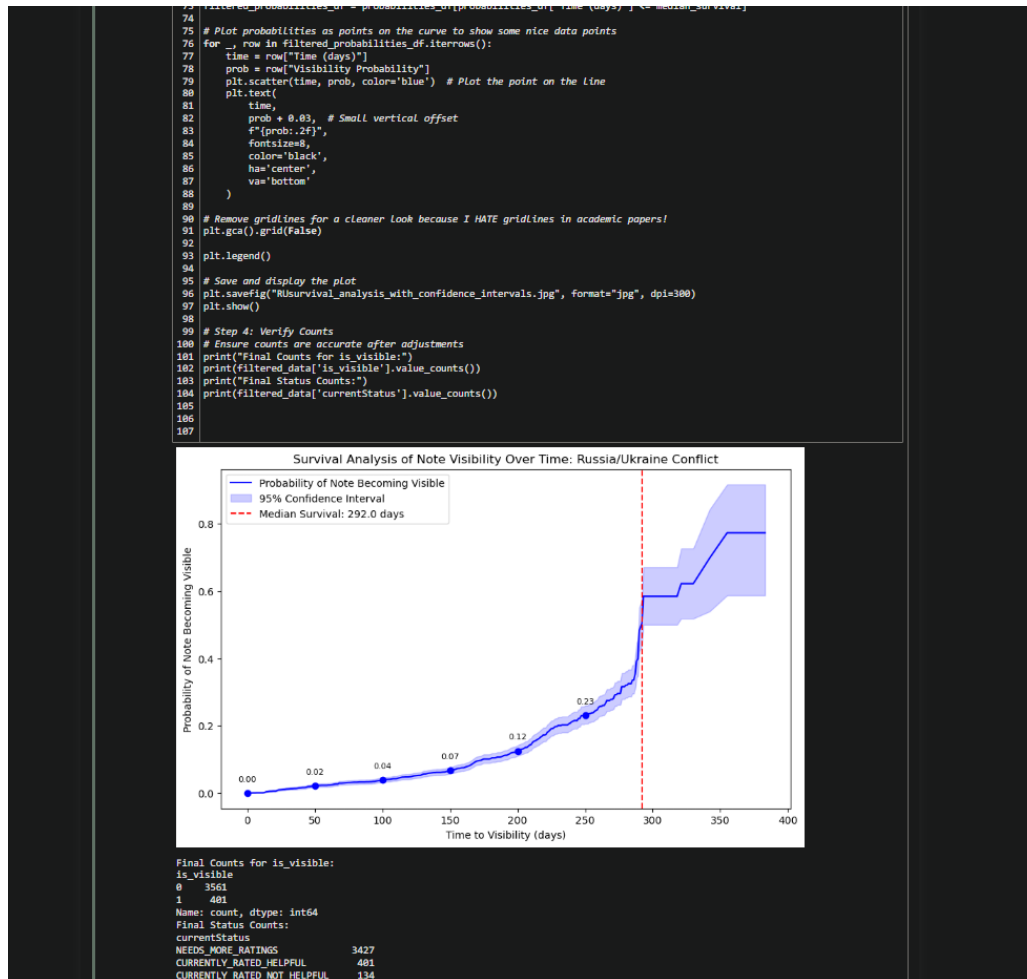 73 filtered_probabilities_df = probabilities_df[probabilities_df["Time (days)"] <= median_survival]
74
75 # Plot probabilities as points on the curve to show some nice data points
76 for _, row in filtered_probabilities_df.iterrows():
77     time = row["Time (days)"]
78     prob = row["Visibility Probability"]
79     plt.scatter(time, prob, color='blue')  # Plot the point on the line
80     plt.text(
81         time,
82         prob + 0.03,  # Small vertical offset
83         f"{prob:.2f}",
84         fontsize=8,
85         color='black',
86         ha='center',
87         va='bottom'
88     )
89
90 # Remove gridlines for a cleaner look because I HATE gridlines in academic papers!
91 plt.gca().grid(False)
92
93 plt.legend()
94
95 # Save and display the plot
96 plt.savefig("RUsurvival_analysis_with_confidence_intervals.jpg", format="jpg", dpi=300)
97 plt.show()
98
99 # Step 4: Verify Counts
100 # Ensure counts are accurate after adjustments
101 print("Final Counts for is_visible:")
102 print(filtered_data['is_visible'].value_counts())
103 print("Final Status Counts:")
104 print(filtered_data['currentStatus'].value_counts())
105
106
107
Survival Analysis of Note Visibility Over Time: Russia/Ukraine Conflict
Probability of Note Becoming Visible
95% Confidence Interval
Median Survival: 292.0 days
Probability of Note Becoming Visible
0.8
0.6
0.4
0.2
0.0
0.00
0.02
0.04
0.07
0.12
0.23
0 50 100 150 200 250 300 350 400
Time to Visibility (days)
Final Counts for is_visible:
is_visible
0    3561
1     401
Name: count, dtype: int64
Final Status Counts:
currentStatus
NEEDS_MORE_RATINGS             3427
CURRENTLY_RATED_HELPFUL         401
CURRENTLY_RATED_NOT_HELPFUL     134